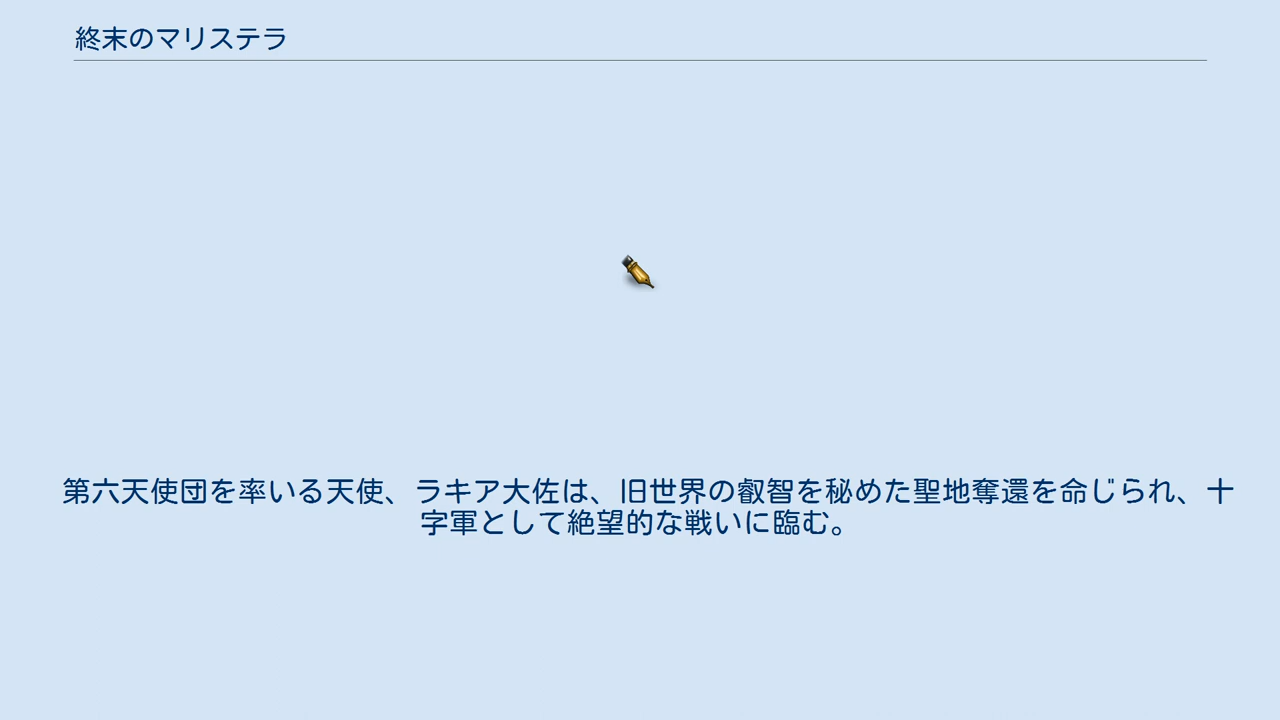 終末のマリステラ
第六天使団を率いる天使、ラキア大佐は、旧世界の叡智を秘めた聖地奪還を命じられ、十
字軍として絶望的な戦いに臨む。